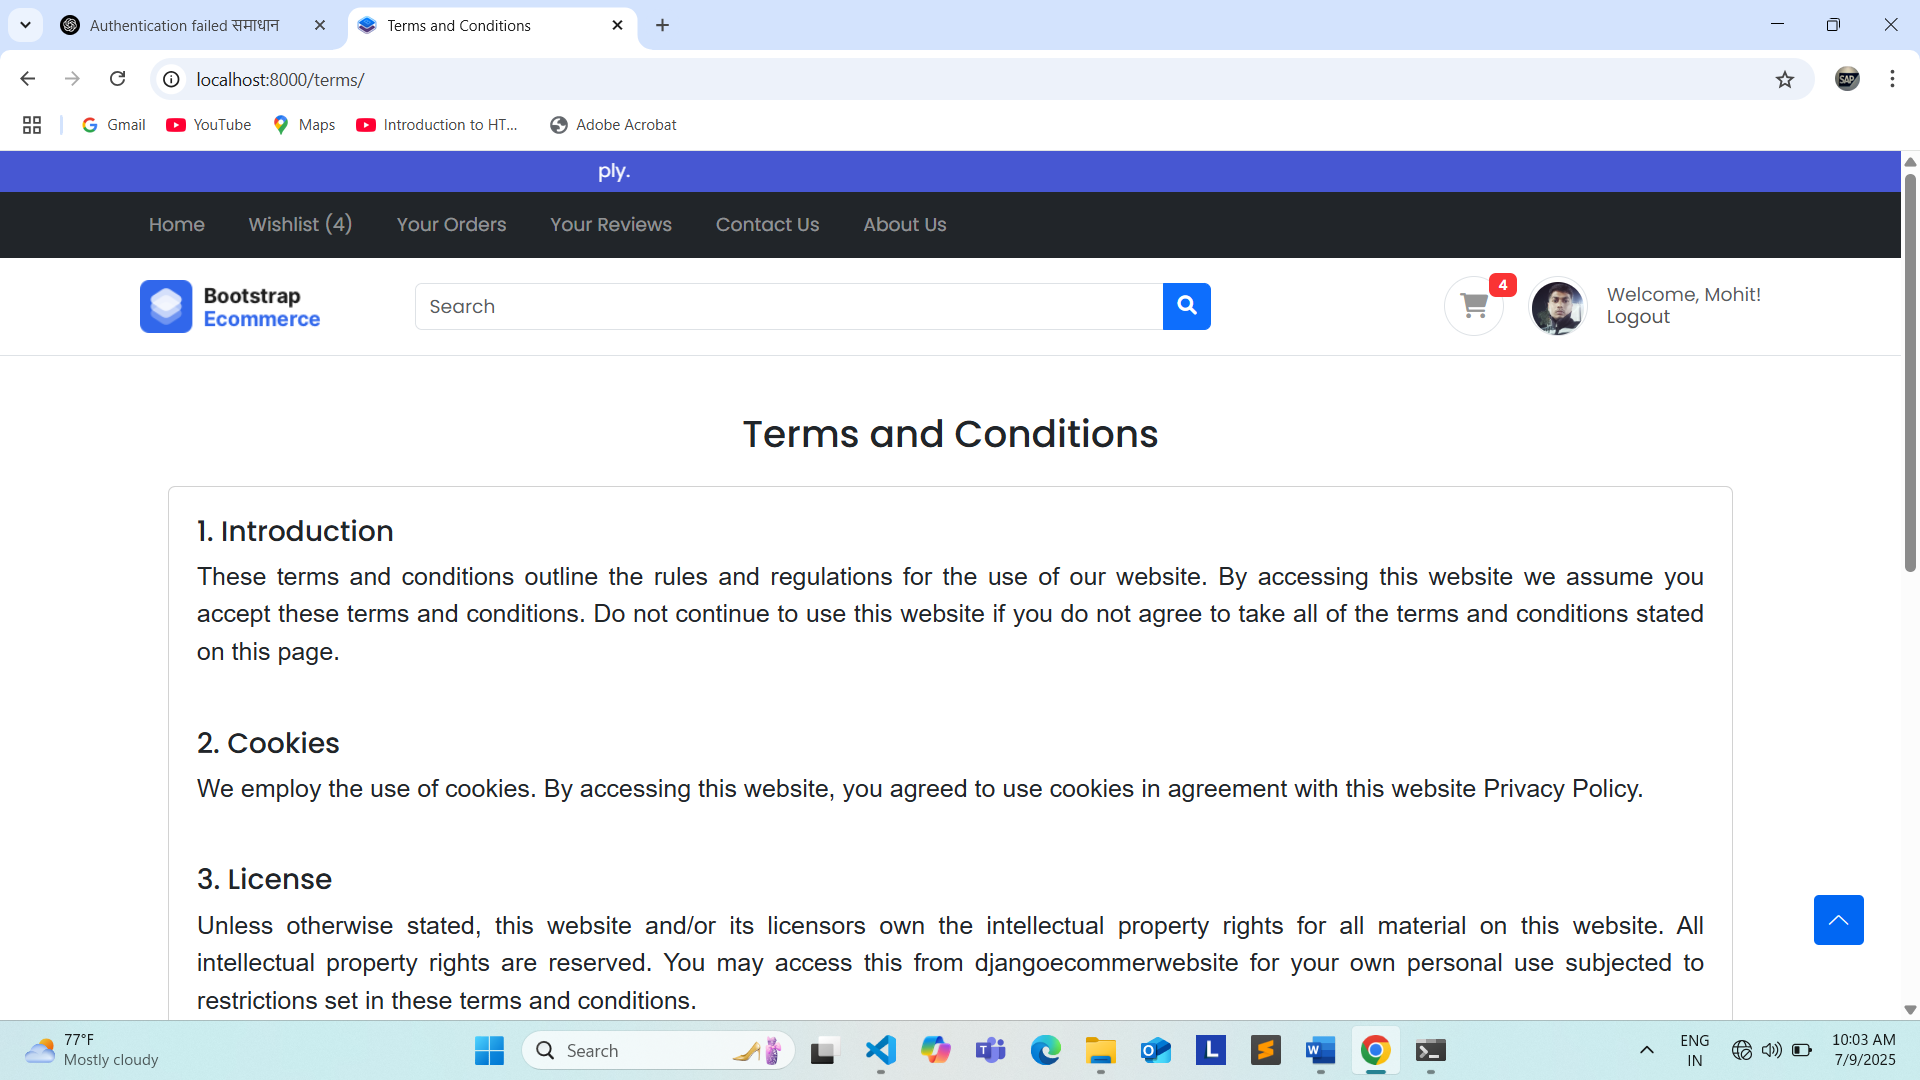 Authentication failed समाधान
Terms and Conditions
localhost:8000/terms/
SAP
Gmail
YouTube
Maps
Introduction to HT...
Adobe Acrobat
ply.
Home
Wishlist (4)
Your Orders
Your Reviews
Contact Us
About Us
Bootstrap
Ecommerce
Search
4
Welcome, Mohit!
Logout
Terms and Conditions
1. Introduction
These terms and conditions outline the rules and regulations for the use of our website. By accessing this website we assume you
accept these terms and conditions. Do not continue to use this website if you do not agree to take all of the terms and conditions stated
on this page.
2. Cookies
We employ the use of cookies. By accessing this website, you agreed to use cookies in agreement with this website Privacy Policy.
3. License
Unless otherwise stated, this website and/or its licensors own the intellectual property rights for all material on this website. All
intellectual property rights are reserved. You may access this from djangoecommerwebsite for your own personal use subjected to
restrictions set in these terms and conditions.
77°F
Mostly cloudy
Search
L
ENG
IN
10:03 AM
7/9/2025